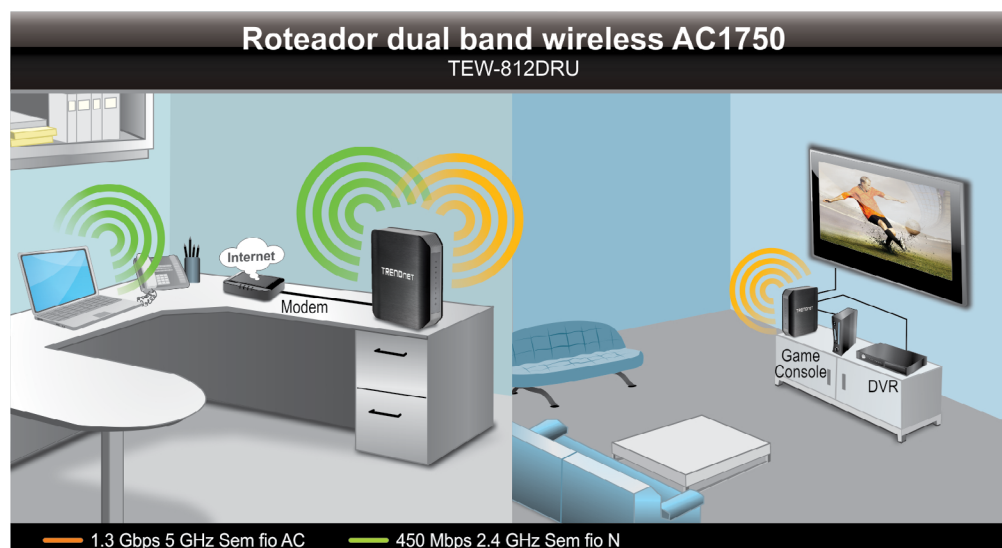 Roteador dual band wireless AC1750
TEW-812DRU
Internet
Modem
TRENDnet
TRENDnet
Game
Console
DVR
1.3 Gbps 5 GHz Sem fio AC
450 Mbps 2.4 GHz Sem fio N